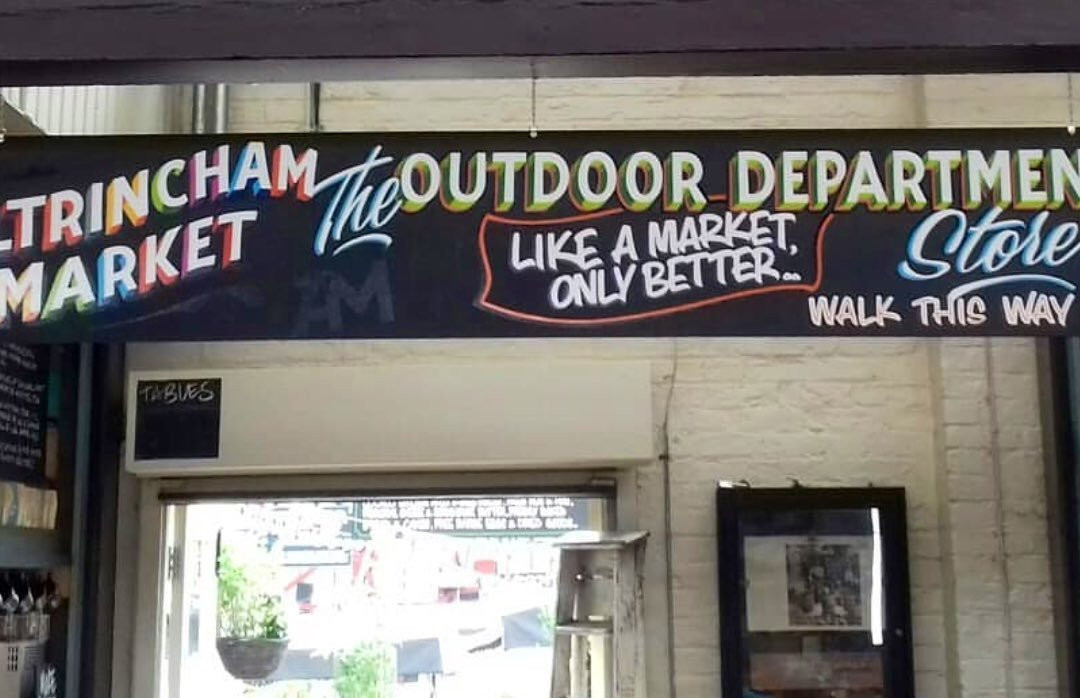 LTRINCHAM
MARKET
The OUTDOOR DEPARTMEN
Store
LIKE A MARKET,
ONLY BETTER...
WALK THIS WAY
AM
TABLES